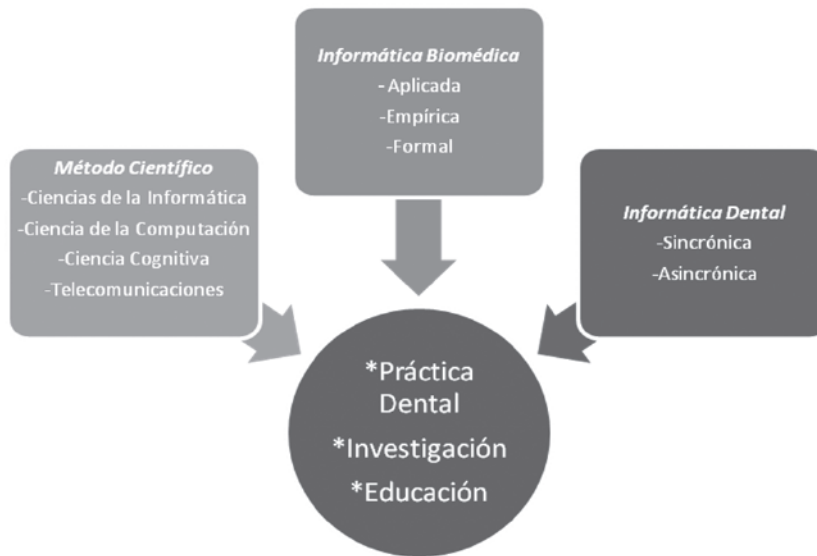 Informática Biomédica
- Aplicada
-Empírica
-Formal
Método Científico
-Ciencias de la Informática
-Ciencia de la Computación
-Ciencia Cognitiva
-Telecomunicaciones
Infornática Dental
-Sincrónica
-Asincrónica
*Práctica
Dental
*Investigación
*Educación